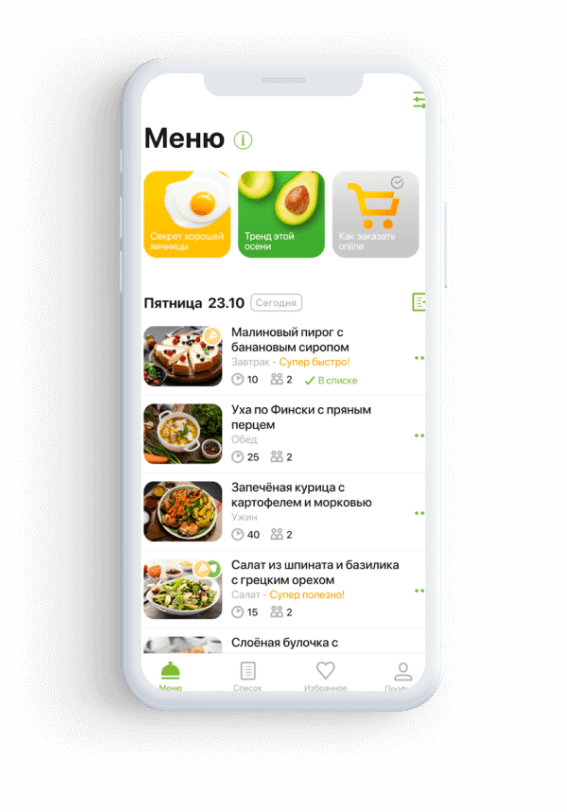 Меню
Секрет хорошей
яичницы
Тренд этой
осени
Как заказать
online
Пятница 23.10 Сегодня
Малиновый пирог с
банановым сиропом
Завтрак - Супер быстро!
10 2 В списке
Уха по Фински с пряным
перцем
Обед
25 2
Запечёная курица с
картофелем и морковью
Ужин
40 2
Салат из шпината и базилика
с грецким орехом
Салат - Супер полезно!
15 2
Слоёная булочка с
Меню Список Избранное